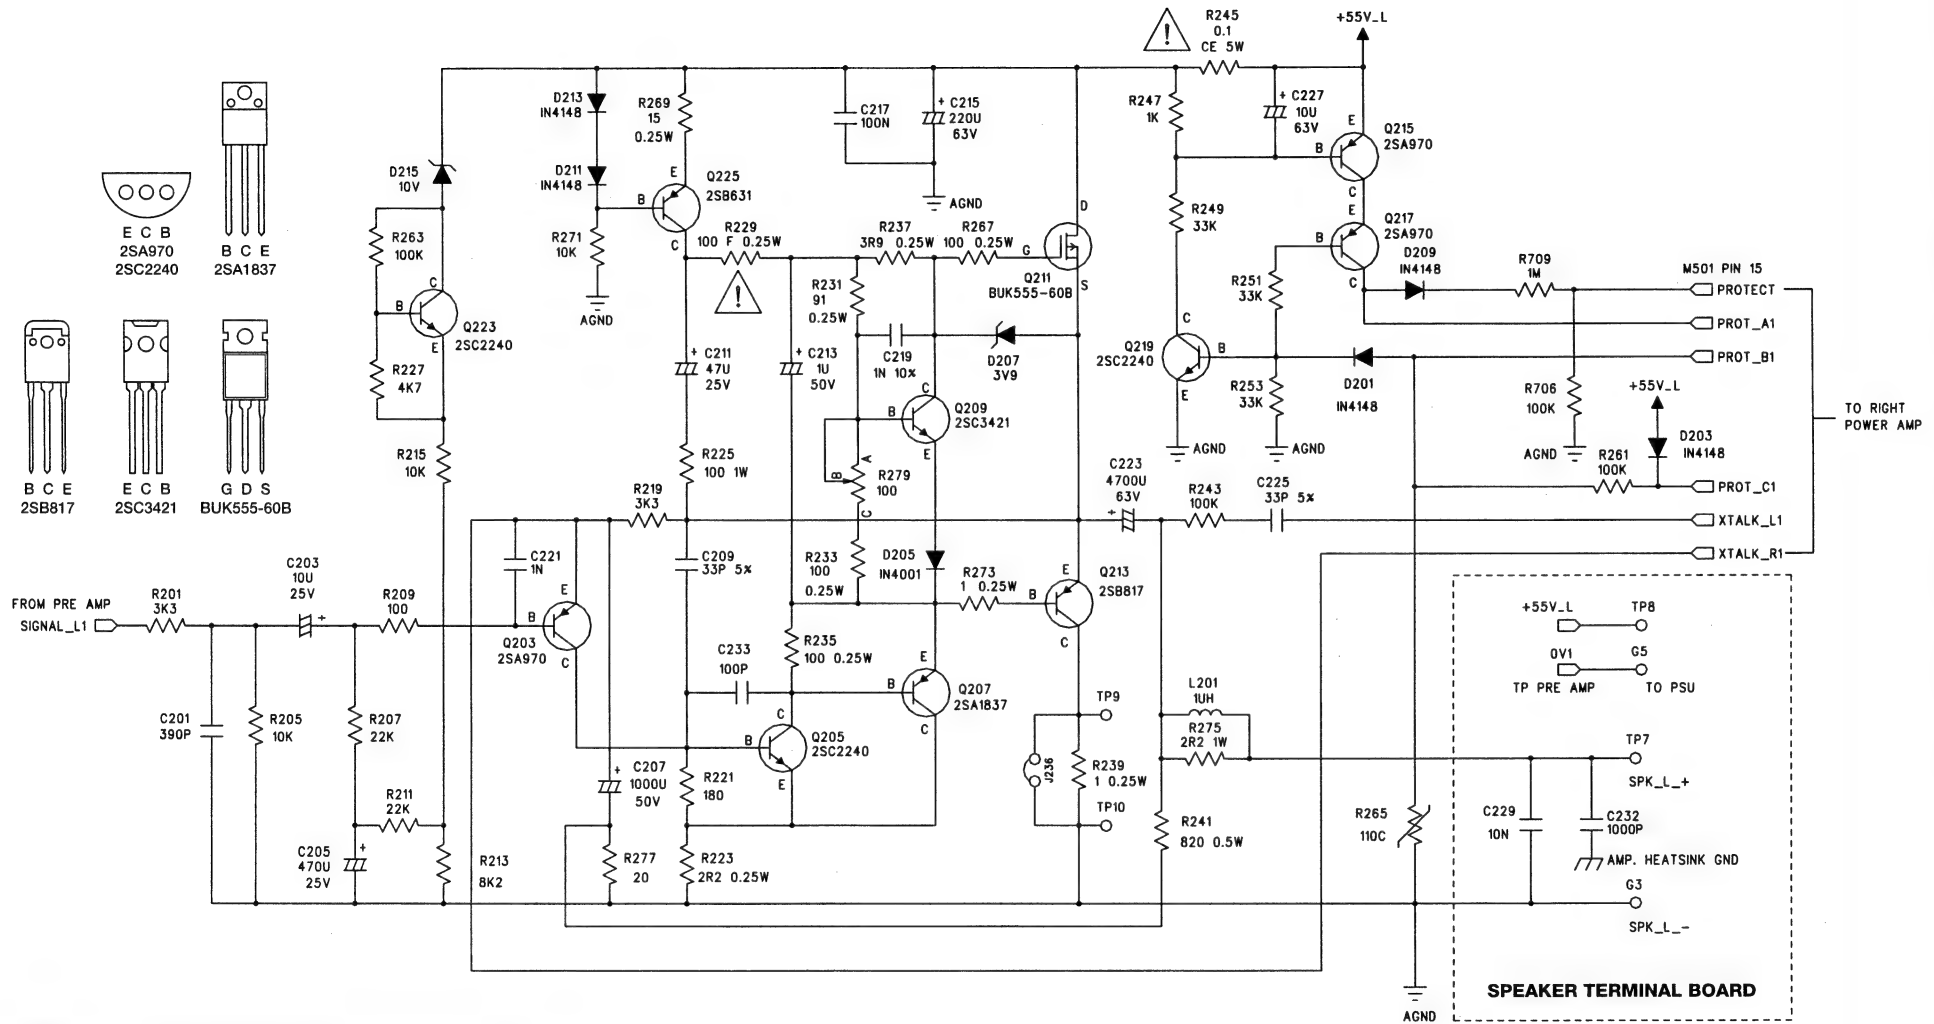 R245
0.1
CE 5W
+55V_L
!
D213
IN4148
R269
15
0.25W
C217
100N
+ C215
220U
63V
R247
1K
+ C227
10U
63V
E
Q215
2SA970
B
C
D215
10V
D211
IN4148
E
Q225
2SB631
B
C
AGND
D
R249
33K
E
Q217
2SA970
B
C
E C B
2SA970
2SC2240
B C E
2SA1837
R263
100K
R271
10K
R229
100 F 0.25W
!
R237
3R9 0.25W
R267
100 0.25W
G
S
Q211
BUK555-60B
D209
IN4148
R709
1M
M501 PIN 15
PROTECT
R231
91
0.25W
R251
33K
C
B
E
Q223
2SC2240
AGND
PROT_A1
+ C211
47U
25V
+ C213
1U
50V
C219
1N 10%
D207
3V9
Q219
2SC2240
C
B
E
D201
IN4148
PROT_B1
R227
4K7
C
B
E
Q209
2SC3421
R253
33K
R706
100K
+55V_L
TO RIGHT
POWER AMP
AGND
AGND
AGND
D203
IN4148
R215
10K
R225
100 1W
A
B
C
R279
100
C223
4700U
63V
+
R243
100K
C225
33P 5%
R261
100K
PROT_C1
B C E
2SB817
E C B
2SC3421
G D S
BUK555-60B
R219
3K3
XTALK_L1
XTALK_R1
C221
1N
C209
33P 5%
R233
100
0.25W
D205
IN4001
R273
1 0.25W
E
B
C
Q213
2SB817
C203
10U
25V
+
R209
100
FROM PRE AMP
SIGNAL_L1
R201
3K3
E
B
C
Q203
2SA970
C233
100P
R235
100 0.25W
E
B
C
Q207
2SA1837
TP9
L201
1UH
R275
2R2 1W
+55V_L
TP8
0V1
G5
TP PRE AMP
TO PSU
C201
390P
R205
10K
R207
22K
C
B
E
Q205
2SC2240
TP7
SPK_L_+
R211
22K
+
C207
1000U
50V
R221
180
J236
R239
1 0.25W
TP10
C205
470U
25V
+
R213
8K2
R277
20
R223
2R2 0.25W
R241
820 0.5W
R265
110C
C229
10N
C232
1000P
AMP. HEATSINK GND
G3
SPK_L_-
AGND
SPEAKER TERMINAL BOARD